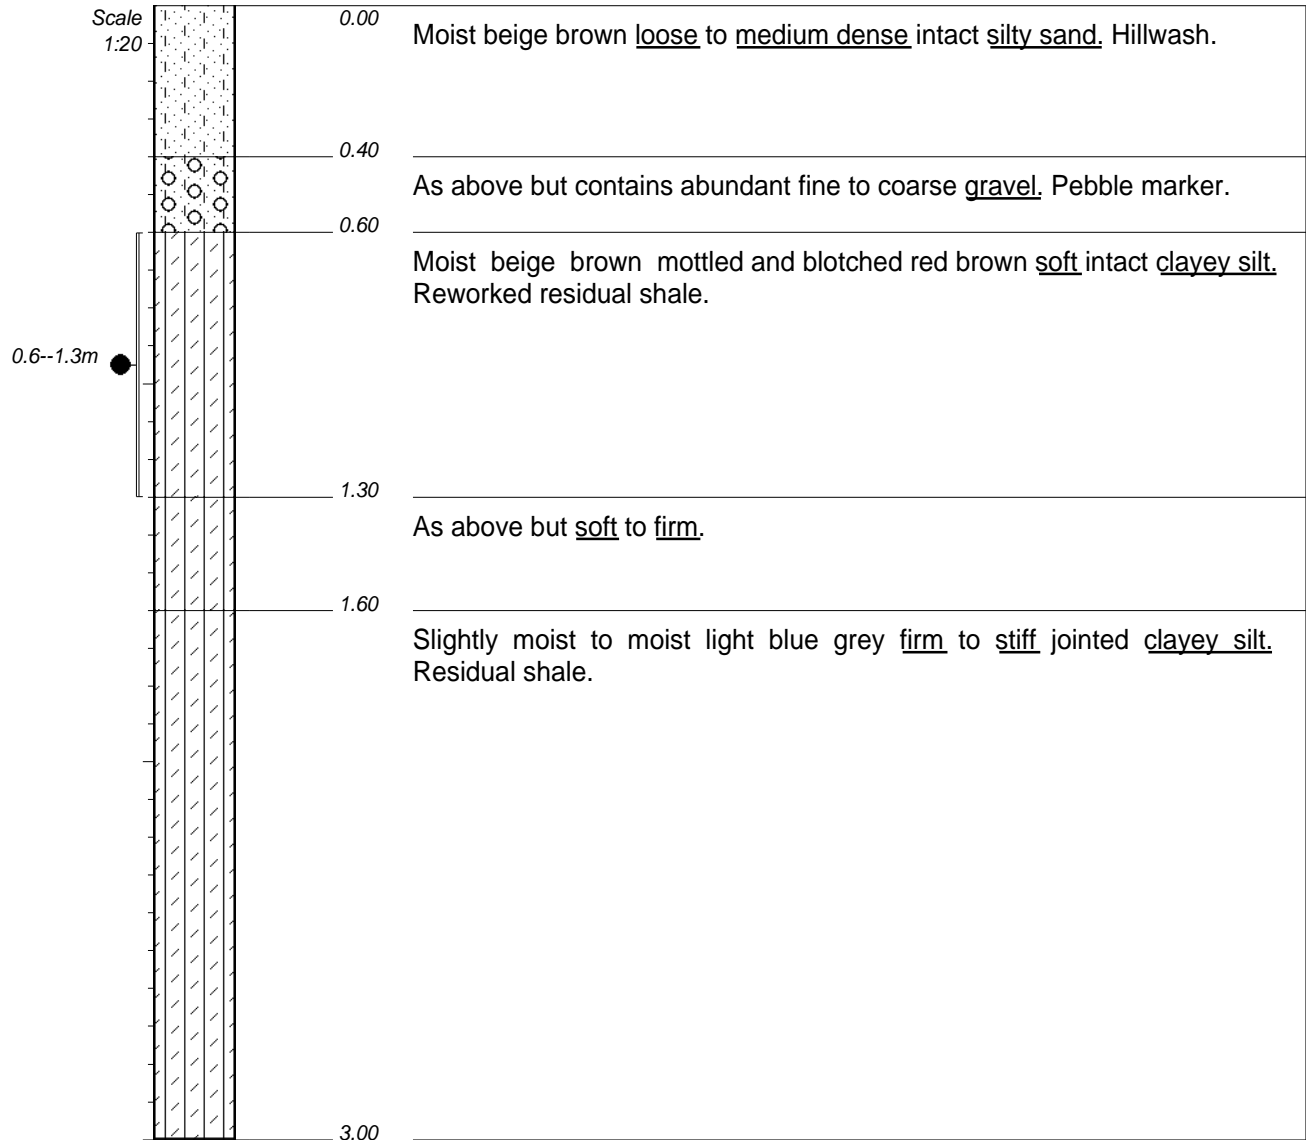 Scale
1:20
0.00
Moist beige brown loose to medium dense intact silty sand. Hillwash.
0.40
As above but contains abundant fine to coarse gravel. Pebble marker.
0.60
Moist beige brown mottled and blotched red brown soft intact clayey silt.
Reworked residual shale.
0.6--1.3m
1.30
As above but soft to firm.
1.60
Slightly moist to moist light blue grey firm to stiff jointed clayey silt.
Residual shale.
3.00